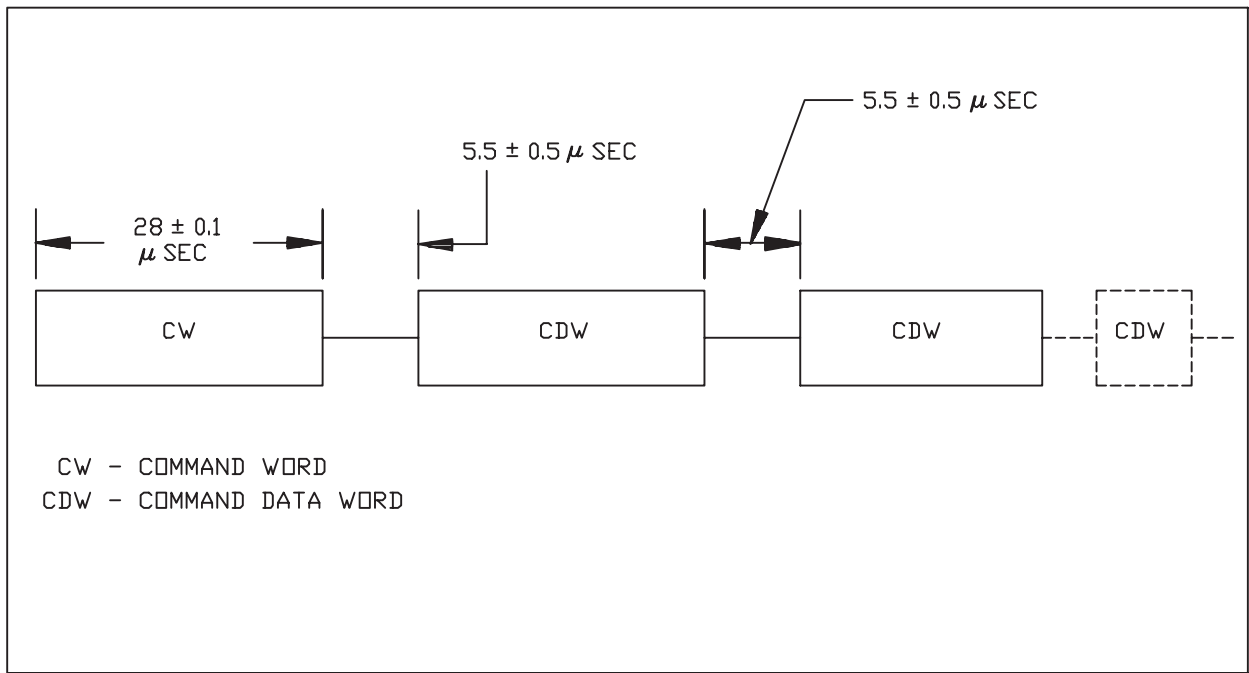 5.5 ± 0.5 μ SEC
5.5 ± 0.5 μ SEC
28 ± 0.1
μ SEC
CW
CDW
CDW
CDW
CW - COMMAND WORD
CDW - COMMAND DATA WORD